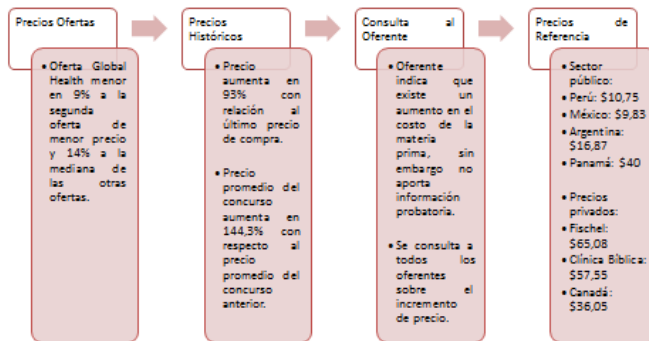 Precios Ofertas
• Oferta Global
Health menor
en 9% a la
segunda
oferta de
menor precio
y 14% a la
mediana de
las otras
ofertas.
Precios
Históricos
• Precio
aumenta en
93% con
relación al
último precio
de compra.
• Precio
promedio del
concurso
aumenta en
144,3% con
respecto al
precio
promedio del
concurso
anterior.
Consulta al
Oferente
• Oferente
indica que
existe un
aumento en el
costo de la
materia
prima, sin
embargo no
aporta
información
probatoria.
• Se consulta a
todos los
oferentes
sobre el
incremento
de precio.
Precios de
Referencia
• Sector
público:
• Perú: $10,75
• México: $9,83
• Argentina:
$16,87
• Panamá: $40
• Precios
privados:
• Fischel:
$65,08
• Clínica Bíblica:
$57,55
• Canadá:
$36,05